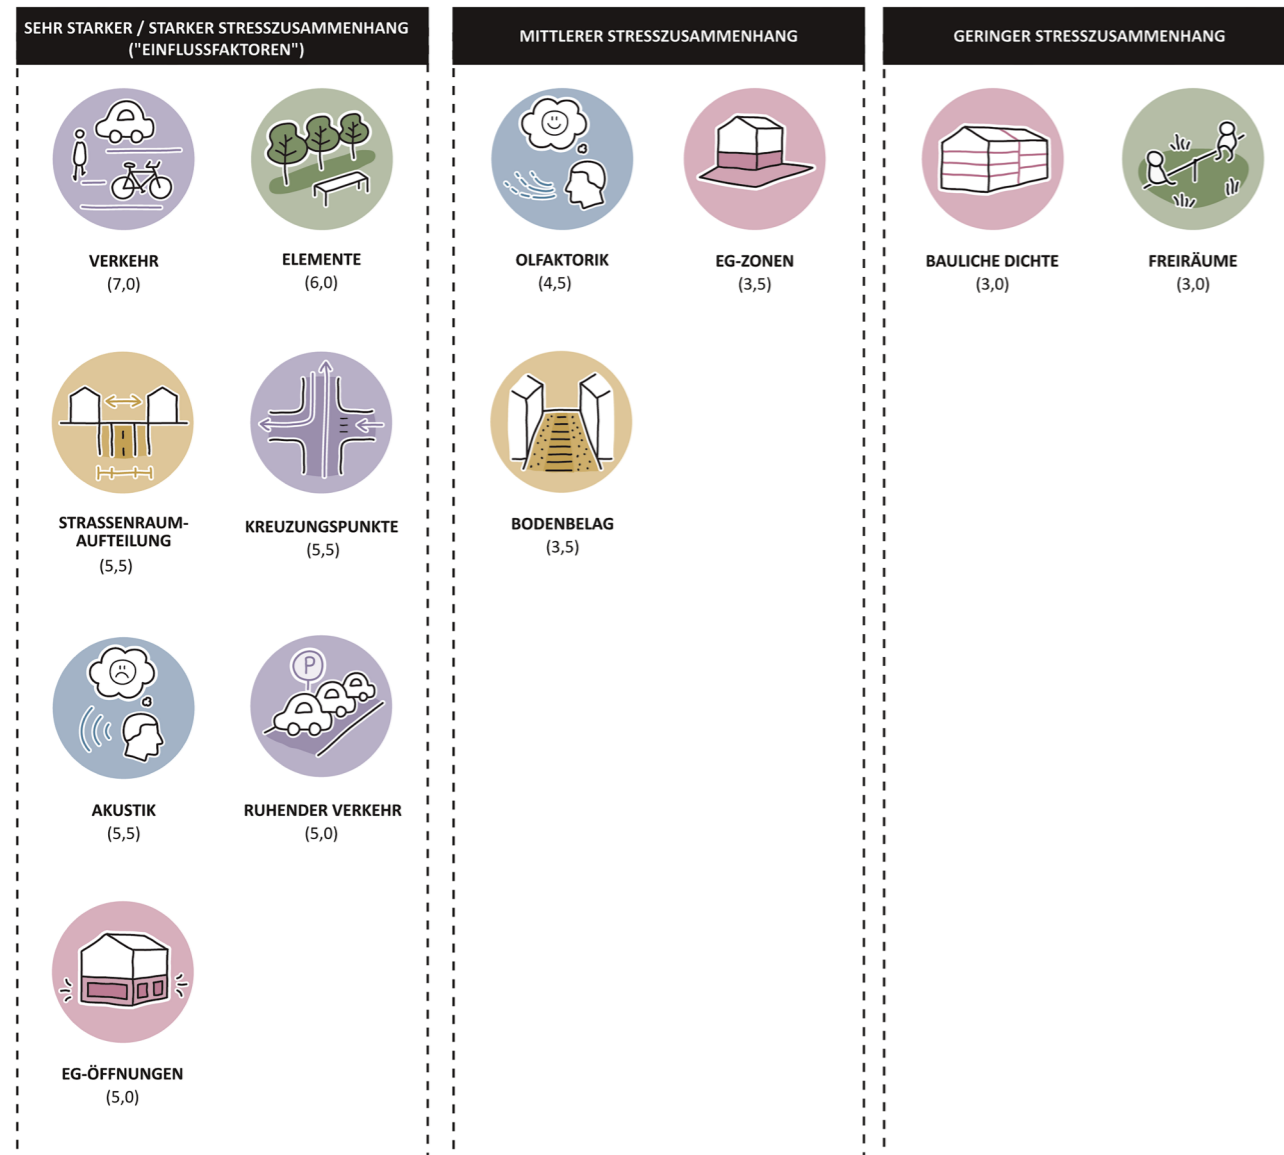 SEHR STARKER / STARKER STRESSZUSAMMENHANG
("EINFLUSSFAKTOREN")
VERKEHR
(7,0)
ELEMENTE
(6,0)
STRASSENRAUM-
AUFTEILUNG
(5,5)
KREUZUNGSPUNKTE
(5,5)
AKUSTIK
(5,5)
P
RUHENDER VERKEHR
(5,0)
EG-ÖFFNUNGEN
(5,0)
MITTLERER STRESSZUSAMMENHANG
OLFAKTORIK
(4,5)
EG-ZONEN
(3,5)
BODENBELAG
(3,5)
GERINGER STRESSZUSAMMENHANG
BAULICHE DICHTE
(3,0)
FREIRÄUME
(3,0)